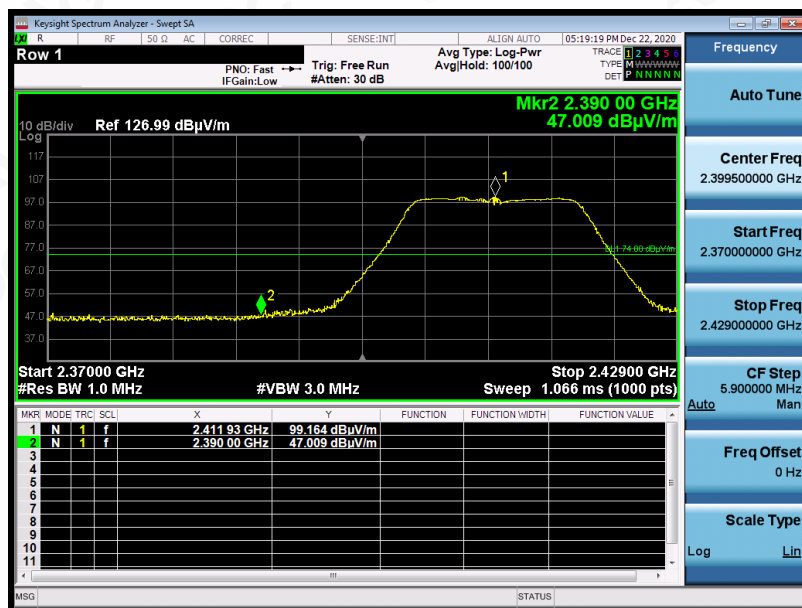 Keysight Spectrum Analyzer - Swept SA
LXI R RF 50 Ω AC CORREC SENSE:INT ALIGN AUTO 05:19:19 PM Dec 22, 2020
Row 1
PNO: Fast
IFGain:Low
Trig: Free Run
#Atten: 30 dB
Avg Type: Log-Pwr
Avg|Hold: 100/100
TRACE 1 2 3 4 5 6
TYPE M W W W W W
DET P N N N N N
Mkr2 2.390 00 GHz
47.009 dBµV/m
10 dB/div Ref 126.99 dBµV/m
Log
117
107
97.0
87.0
77.0
67.0
57.0
47.0
37.0
1
2
DL1 74.00 dBµV/m
Start 2.37000 GHz Stop 2.42900 GHz
#Res BW 1.0 MHz #VBW 3.0 MHz Sweep 1.066 ms (1000 pts)
MKR MODE TRC SCL X Y FUNCTION FUNCTION WIDTH FUNCTION VALUE
1 N 1 f 2.411 93 GHz 99.164 dBµV/m
2 N 1 f 2.390 00 GHz 47.009 dBµV/m
3
4
5
6
7
8
9
10
11
MSG STATUS
Frequency
Auto Tune
Center Freq
2.399500000 GHz
Start Freq
2.370000000 GHz
Stop Freq
2.429000000 GHz
CF Step
5.900000 MHz
Auto Man
Freq Offset
0 Hz
Scale Type
Log Lin